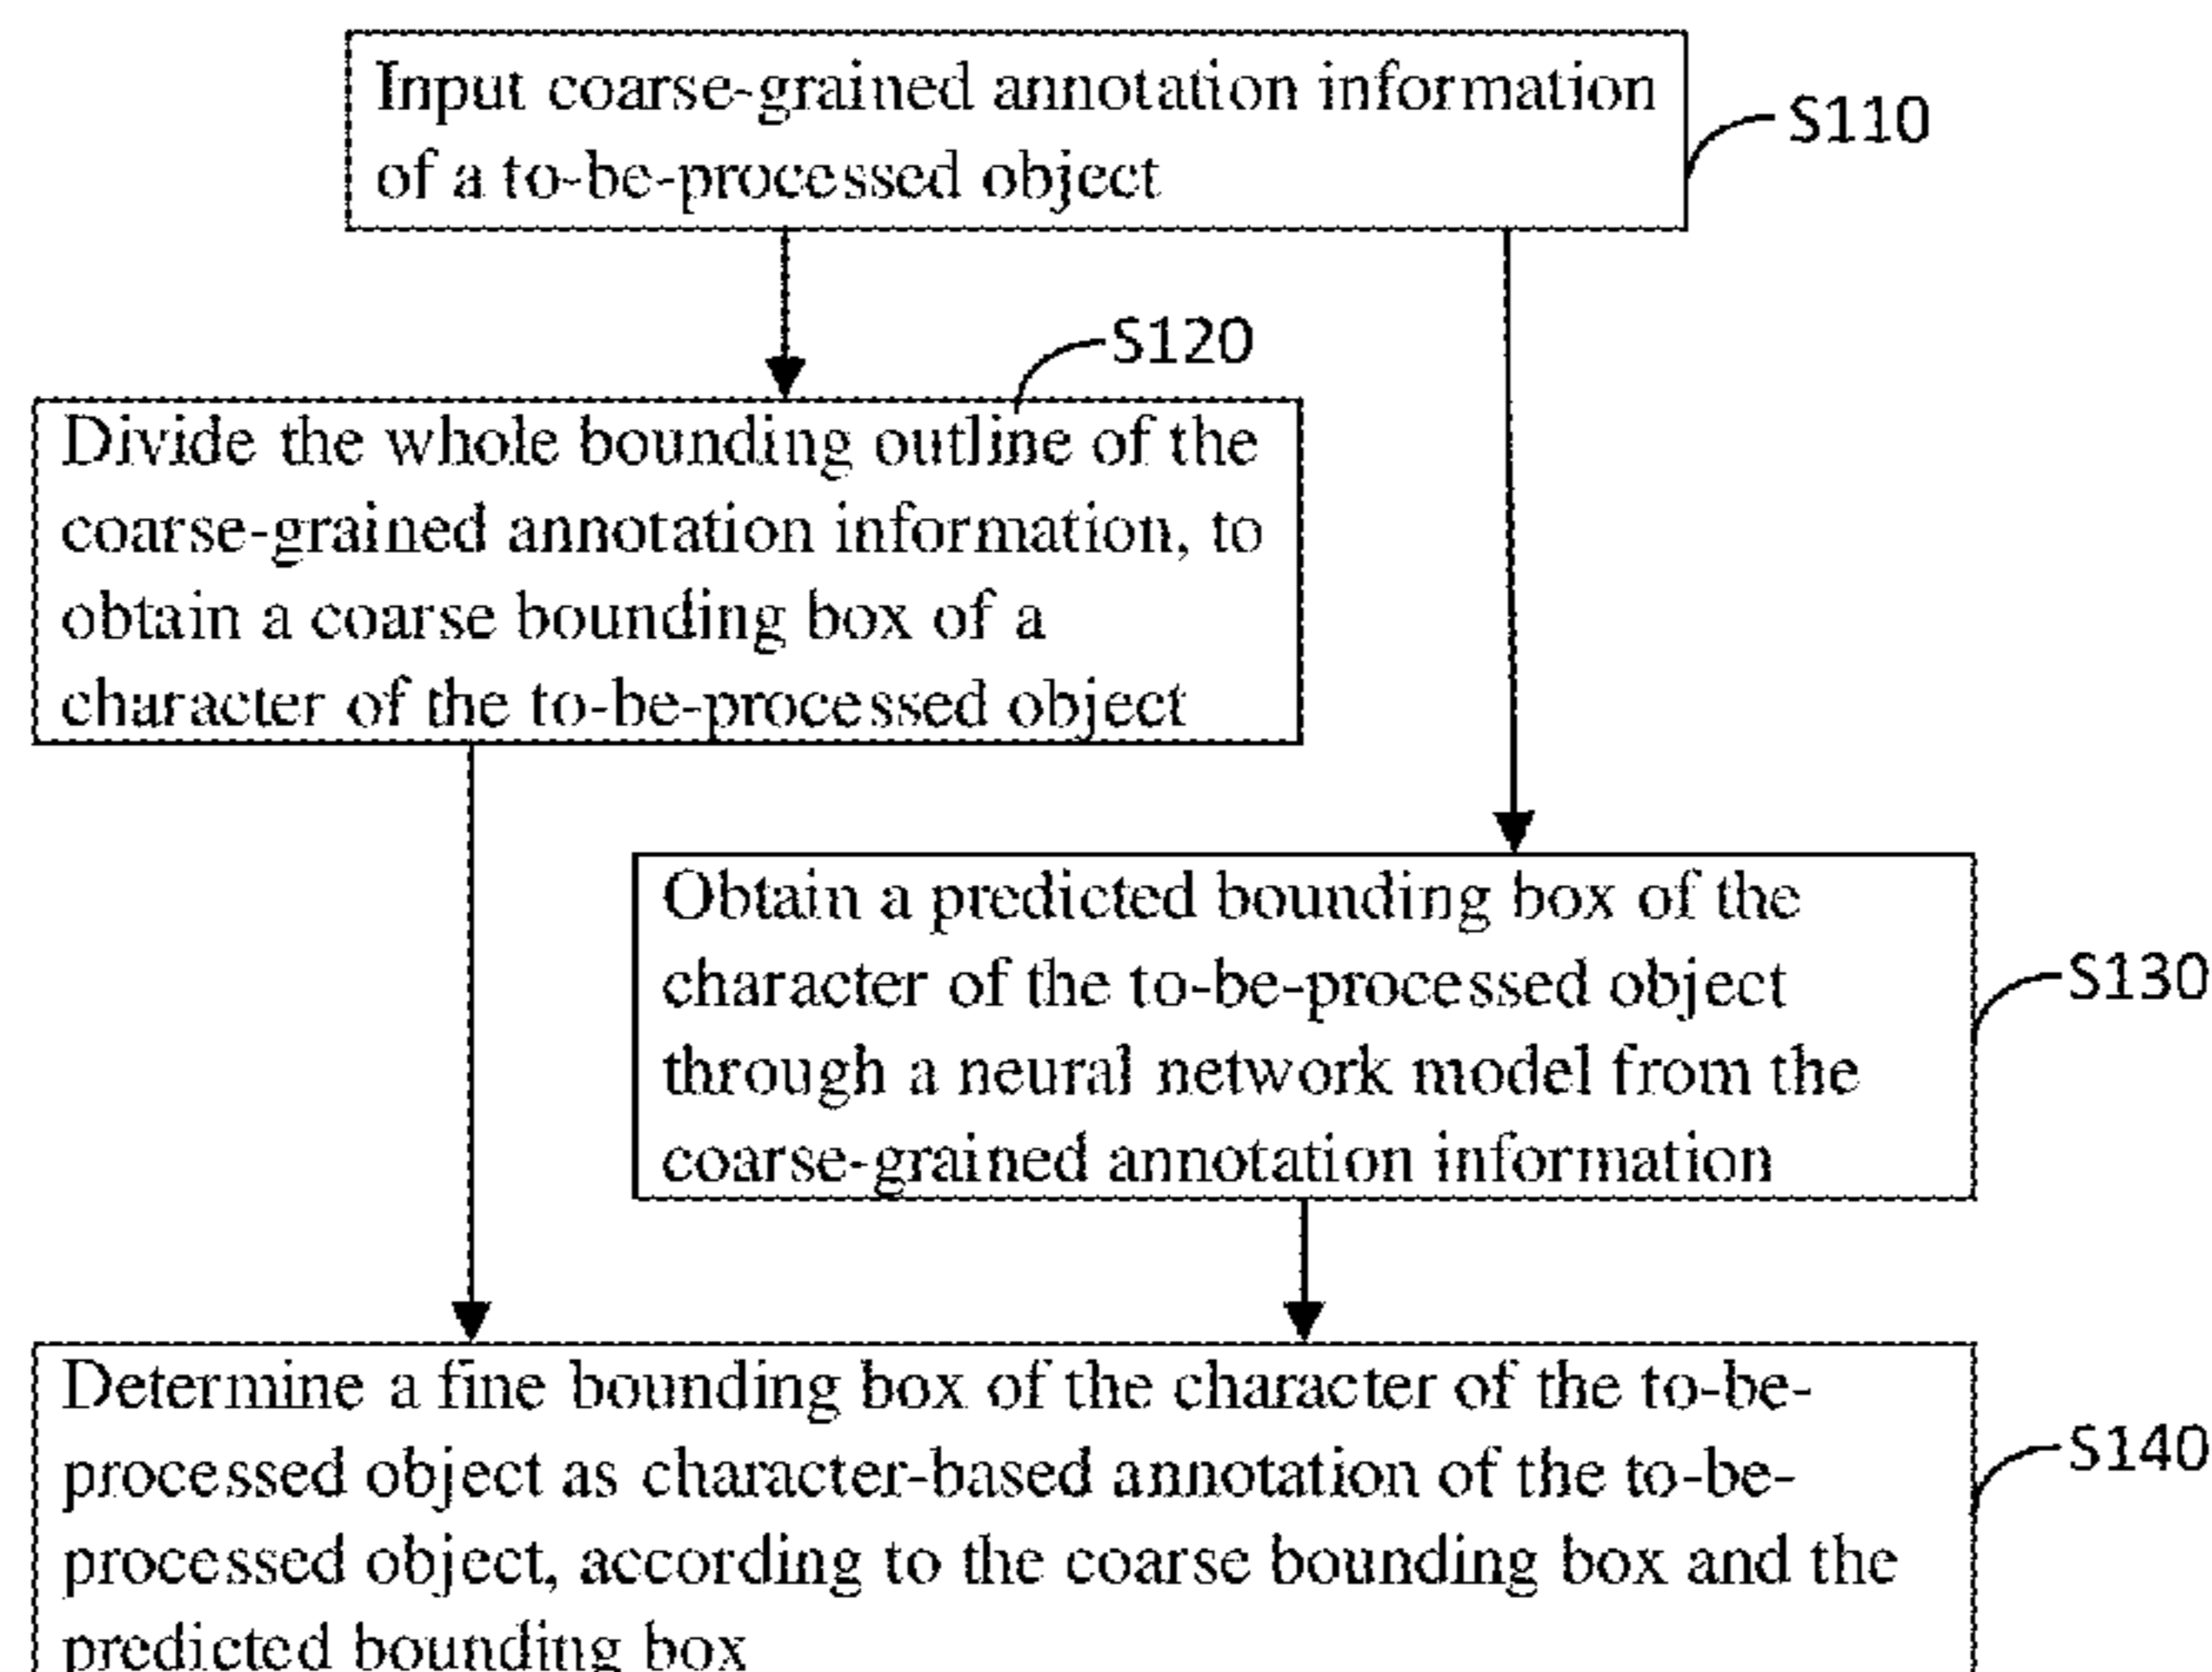 Input coarse-grained annotation information
of a to-be-processed object
S110
S120
Divide the whole bounding outline of the
coarse-grained annotation information, to
obtain a coarse bounding box of a
character of the to-be-processed object
Obtain a predicted bounding box of the
character of the to-be-processed object
through a neural network model from the
coarse-grained annotation information
S130
Determine a fine bounding box of the character of the to-be-
processed object as character-based annotation of the to-be-
processed object, according to the coarse bounding box and the
predicted bounding box
S140